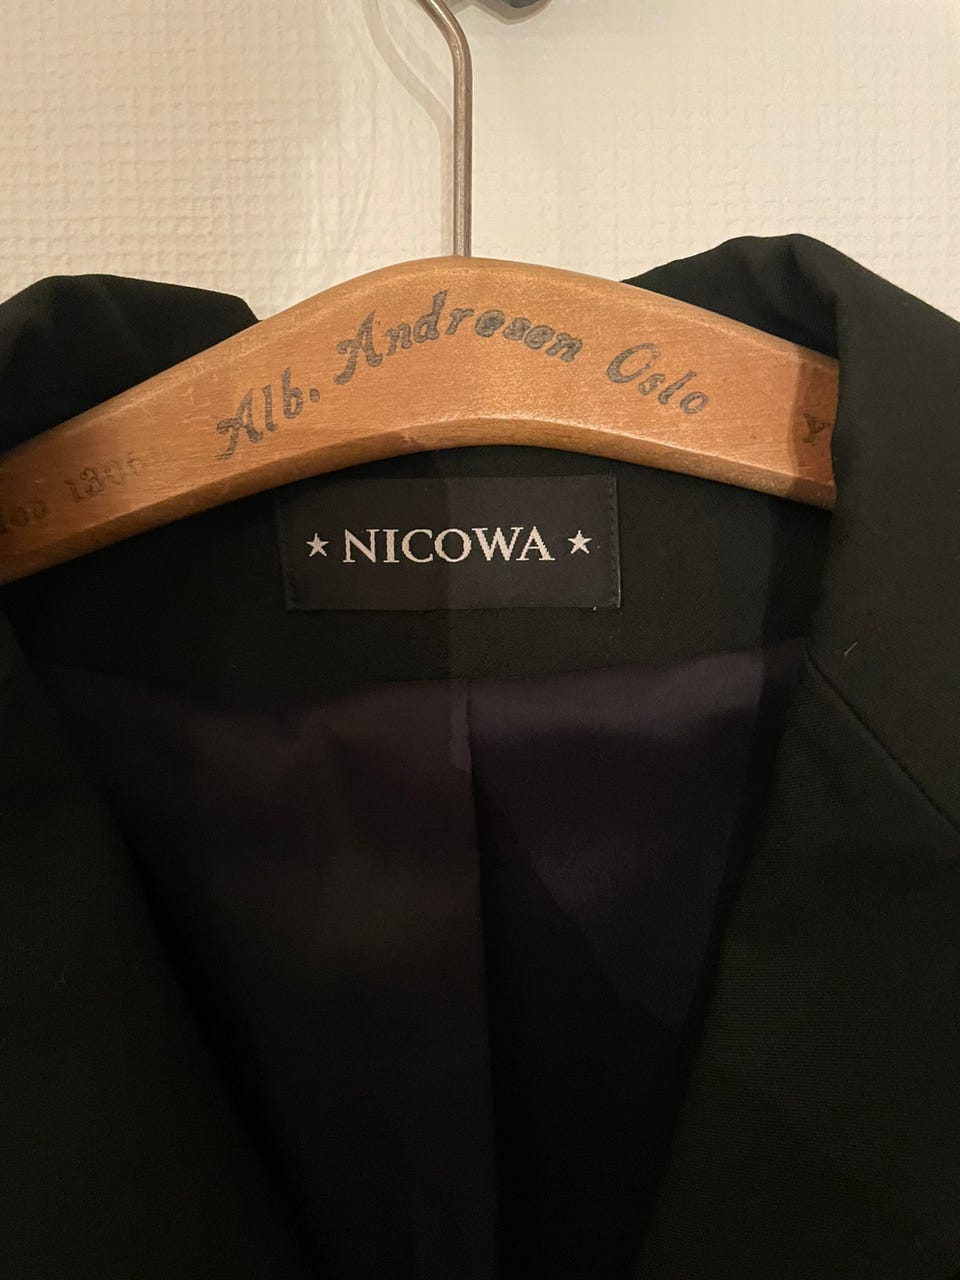 Alb. Andresen Oslo
★ NICOWA ★